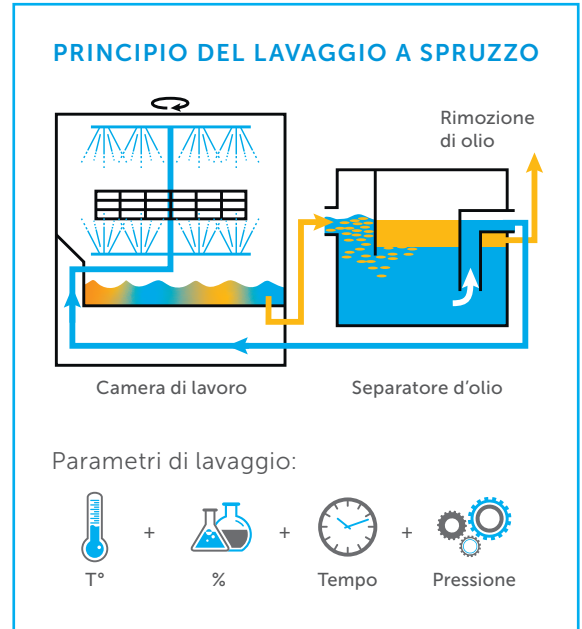 PRINCIPIO DEL LAVAGGIO A SPRUZZO
Rimozione
di olio
Camera di lavoro
Separatore d’olio
Parametri di lavaggio:
+ + +
T° % Tempo Pressione